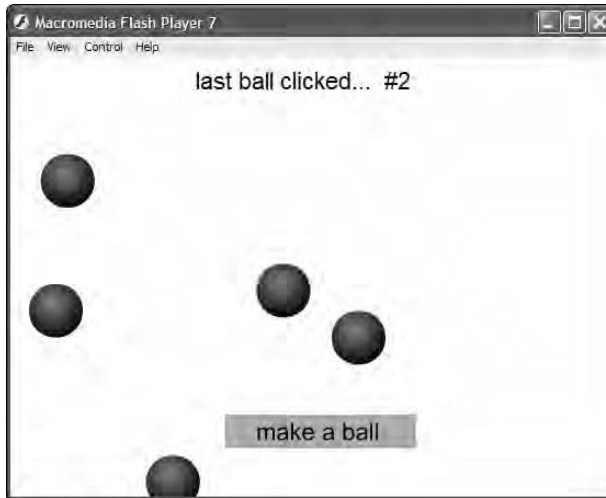 Macromedia Flash Player 7
File View Control Help
last ball clicked... #2
make a ball